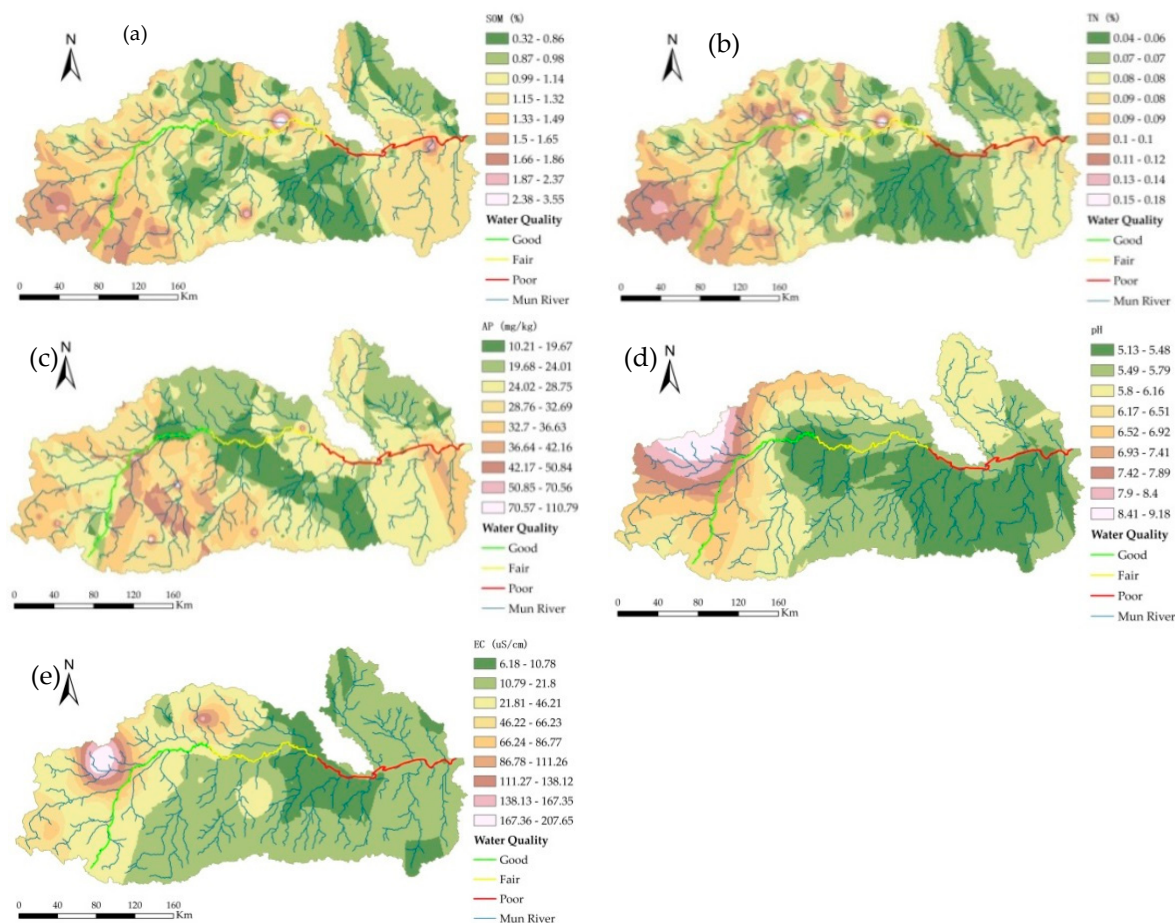 (a)
N
SOM (%)
0.32 - 0.86
0.87 - 0.98
0.99 - 1.14
1.15 - 1.32
1.33 - 1.49
1.5 - 1.65
1.66 - 1.86
1.87 - 2.37
2.38 - 3.55
Water Quality
Good
Fair
Poor
Mun River
0 40 80 120 160
Km
(b)
N
TN (%)
0.04 - 0.06
0.07 - 0.07
0.08 - 0.08
0.09 - 0.08
0.09 - 0.09
0.1 - 0.1
0.11 - 0.12
0.13 - 0.14
0.15 - 0.18
Water Quality
Good
Fair
Poor
Mun River
0 40 80 120 160
Km
(c)
N
AP (mg/kg)
10.21 - 19.67
19.68 - 24.01
24.02 - 28.75
28.76 - 32.69
32.7 - 36.63
36.64 - 42.16
42.17 - 50.84
50.85 - 70.56
70.57 - 110.79
Water Quality
Good
Fair
Poor
Mun River
0 40 80 120 160
Km
(d)
N
pH
5.13 - 5.48
5.49 - 5.79
5.8 - 6.16
6.17 - 6.51
6.52 - 6.92
6.93 - 7.41
7.42 - 7.89
7.9 - 8.4
8.41 - 9.18
Water Quality
Good
Fair
Poor
Mun River
0 40 80 120 160
Km
(e)
N
EC (uS/cm)
6.18 - 10.78
10.79 - 21.8
21.81 - 46.21
46.22 - 66.23
66.24 - 86.77
86.78 - 111.26
111.27 - 138.12
138.13 - 167.35
167.36 - 207.65
Water Quality
Good
Fair
Poor
Mun River
0 40 80 120 160
Km